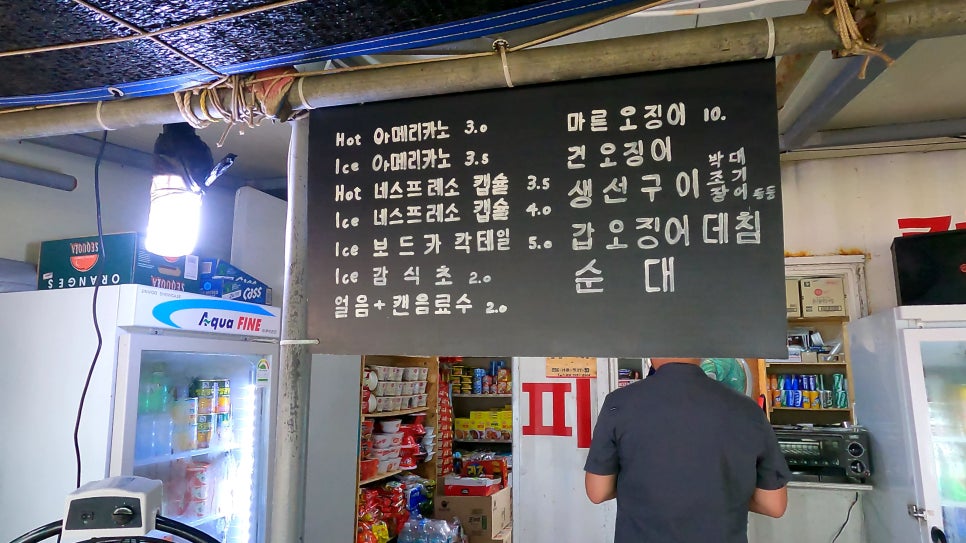 Hot 아메리카노 3.0
Ice 아메리카노 3.5
Hot 네스프레소 캡슐 3.5
Ice 네스프레소 캡슐 4.0
Ice 보드카 칵테일 5.0
Ice 감식초 2.0
얼음+캔음료수 2.0
마른오징어 10.
건오징어
생선구이 박대 조기 장어 등등
갑오징어데침
순대
ORANGES
Cass
Aqua FINE